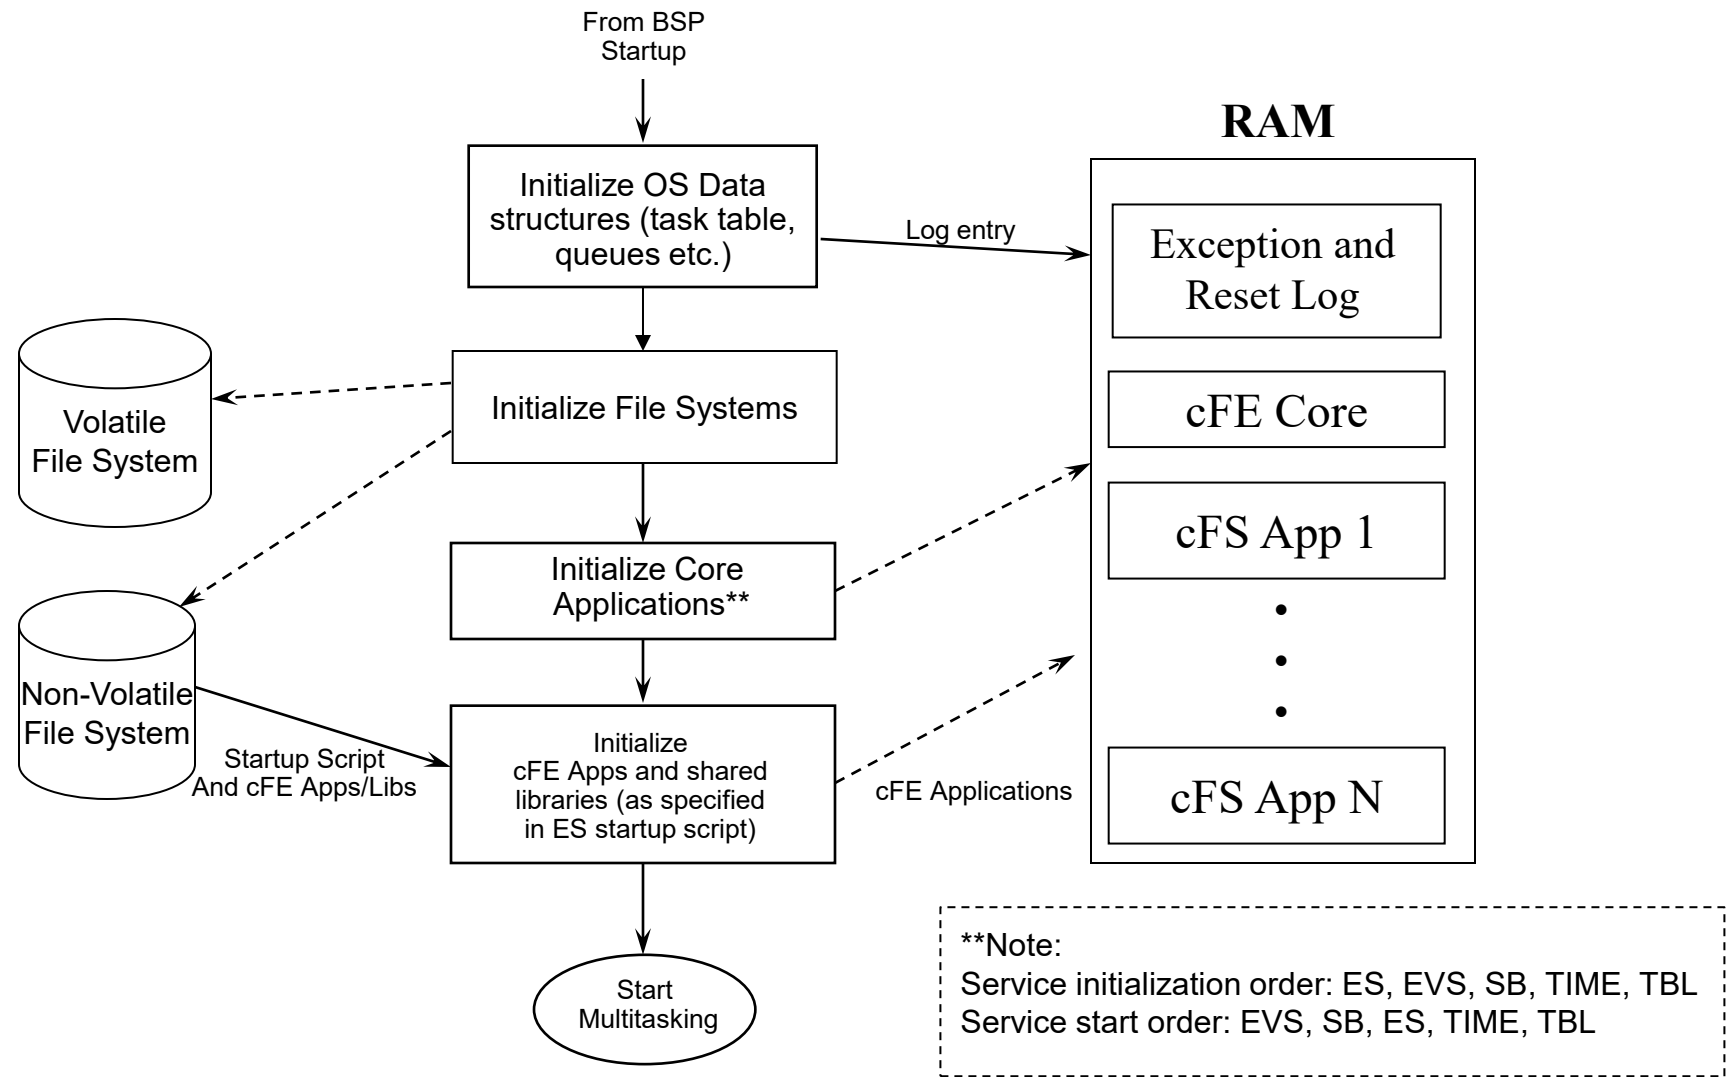 From BSP
Startup
RAM
Initialize OS Data
structures (task table,
queues etc.)
Log entry
Exception and
Reset Log
Volatile
File System
Initialize File Systems
cFE Core
cFS App 1
Initialize Core
Applications**
Non-Volatile
File System
Startup Script
And cFE Apps/Libs
Initialize
cFE Apps and shared
libraries (as specified
in ES startup script)
cFE Applications
cFS App N
Start
Multitasking
**Note:
Service initialization order: ES, EVS, SB, TIME, TBL
Service start order: EVS, SB, ES, TIME, TBL